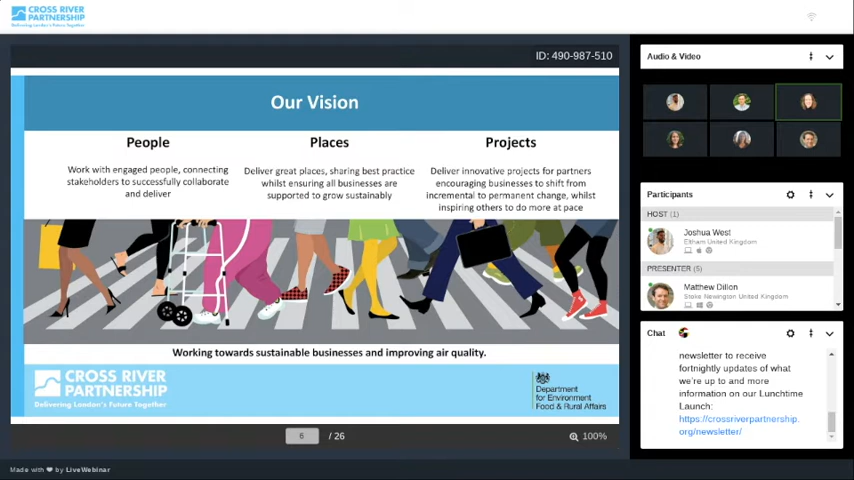 CROSS RIVER
PARTNERSHIP
Delivering London's Future Together
ID: 490-987-510
Our Vision
People
Work with engaged people, connecting
stakeholders to successfully collaborate
and deliver
Places
Deliver great places, sharing best practice
whilst ensuring all businesses are
supported to grow sustainably
Projects
Deliver innovative projects for partners
encouraging businesses to shift from
incremental to permanent change, whilst
inspiring others to do more at pace
Working towards sustainable businesses and improving air quality.
CROSS RIVER
PARTNERSHIP
Delivering London's Future Together
Department
for Environment
Food & Rural Affairs
6 / 26
100%
Audio & Video
Participants
HOST (1)
Joshua West
Eltham United Kingdom
PRESENTER (5)
Matthew Dillon
Stoke Newington United Kingdom
Chat
newsletter to receive
fortnightly updates of what
we're up to and more
information on our Lunchtime
Launch:
https://crossriverpartnership.
org/newsletter/
Made with ❤ by LiveWebinar